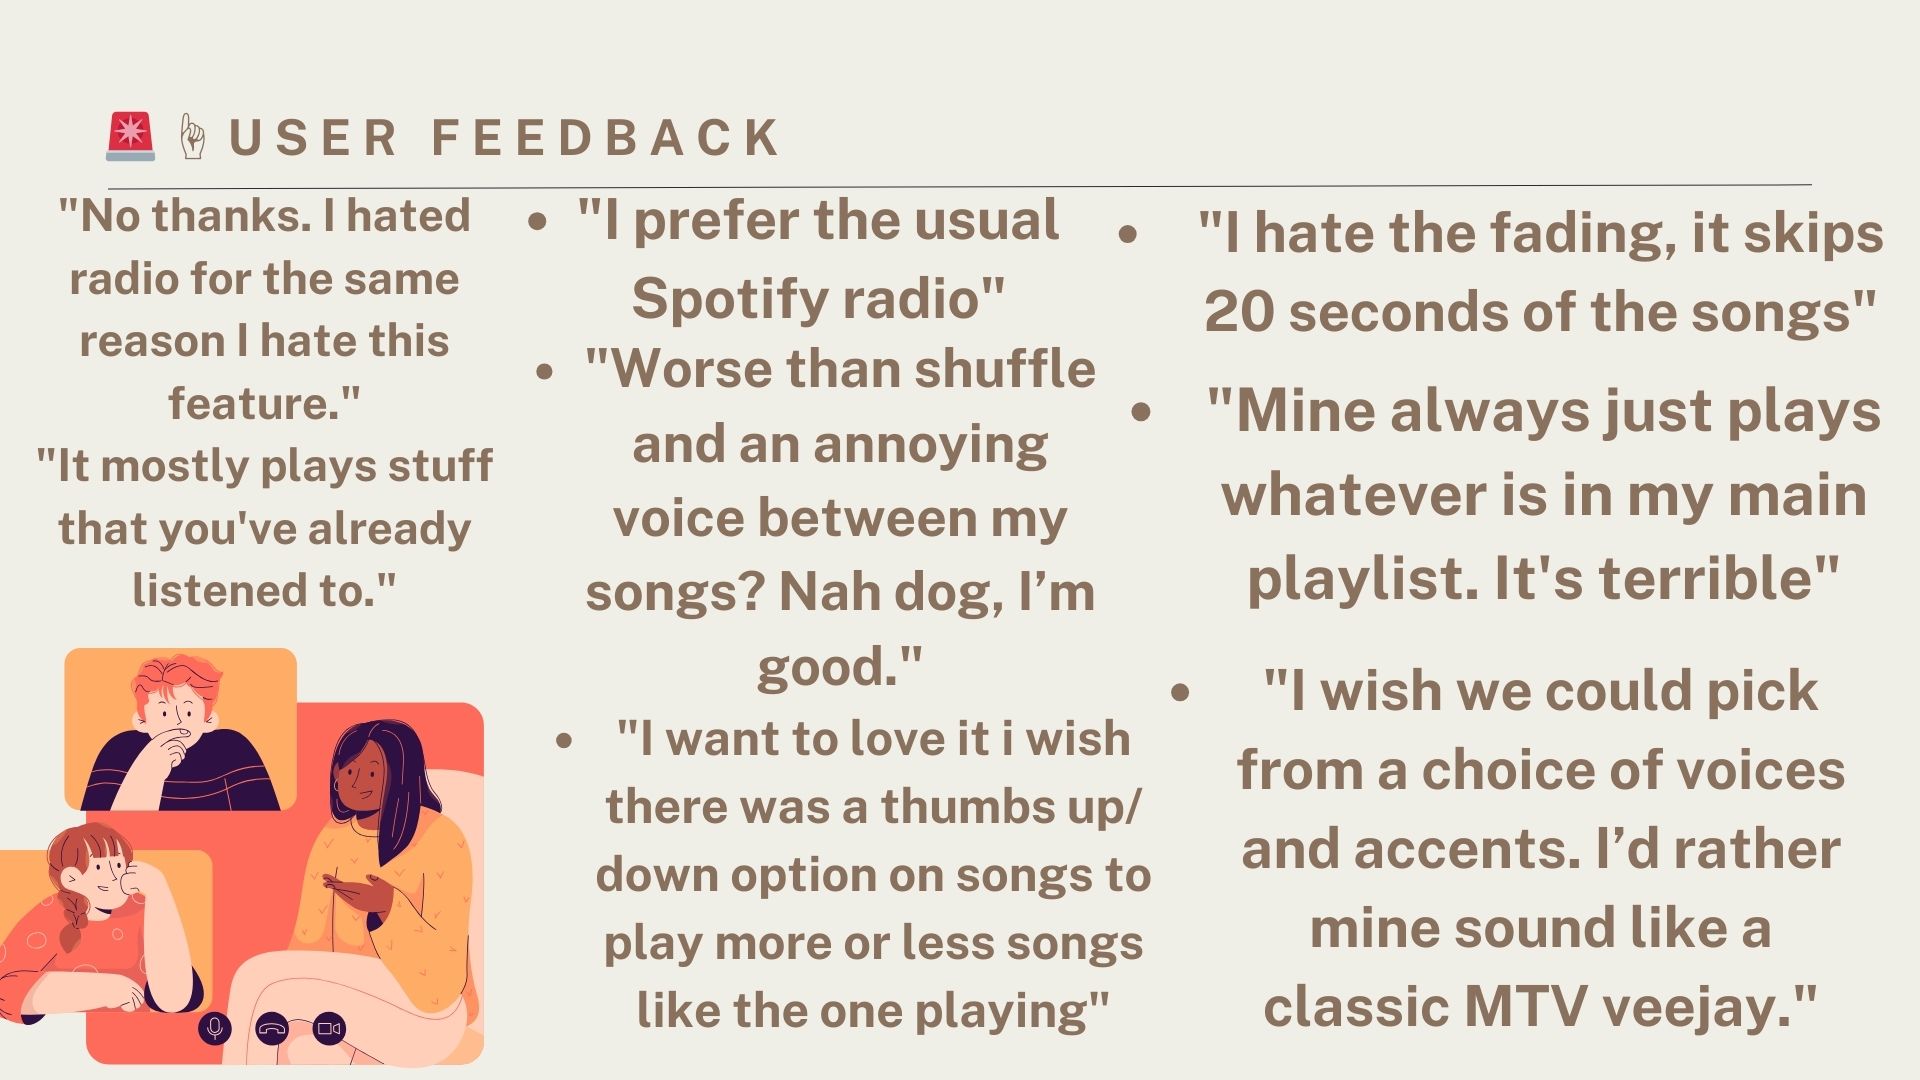 🚨☝USER FEEDBACK
"No thanks. I hated
radio for the same
reason I hate this
feature."
"It mostly plays stuff
that you've already
listened to."
• "I prefer the usual
Spotify radio"
• "Worse than shuffle
and an annoying
voice between my
songs? Nah dog, I’m
good."
• "I want to love it i wish
there was a thumbs up/
down option on songs to
play more or less songs
like the one playing"
• "I hate the fading, it skips
20 seconds of the songs"
• "Mine always just plays
whatever is in my main
playlist. It's terrible"
• "I wish we could pick
from a choice of voices
and accents. I’d rather
mine sound like a
classic MTV veejay."